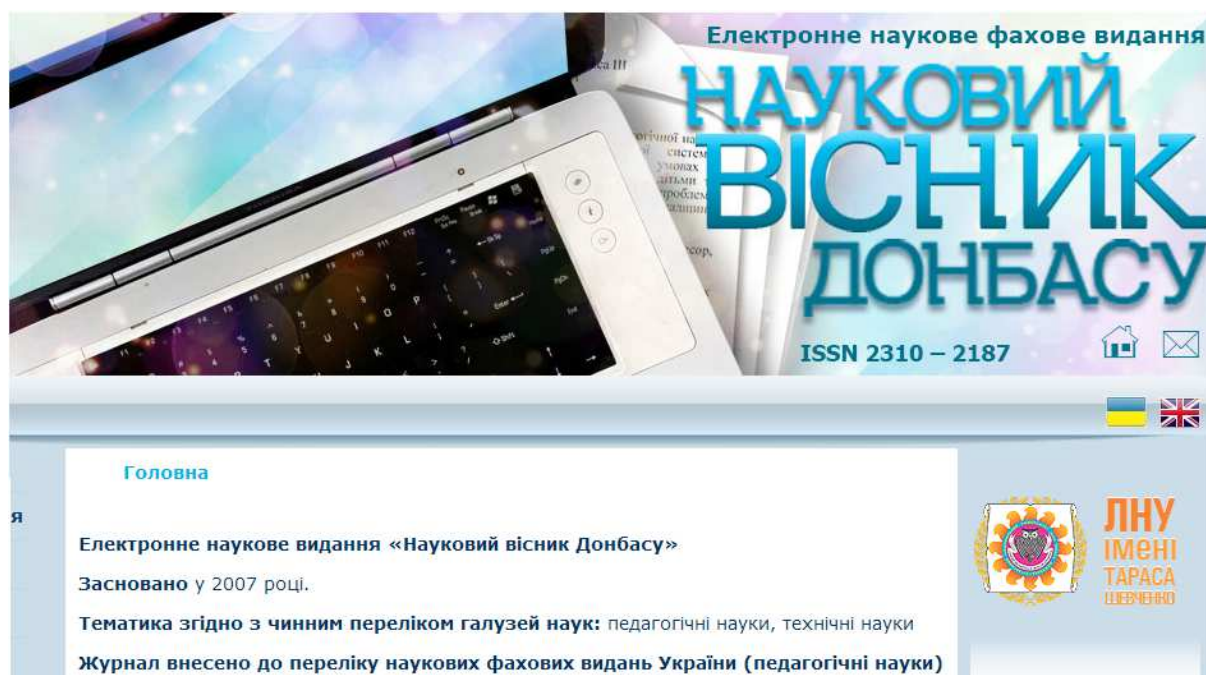 Електронне наукове фахове видання
НАУКОВИЙ
ВІСНИК
ДОНБАСУ
ISSN 2310 – 2187
Головна
я
Електронне наукове видання «Науковий вісник Донбасу»
Засновано у 2007 році.
Тематика згідно з чинним переліком галузей наук: педагогічні науки, технічні науки
Журнал внесено до переліку наукових фахових видань України (педагогічні науки)
ЛНУ
імені
ТАРАСА
ШЕВЧЕНКО